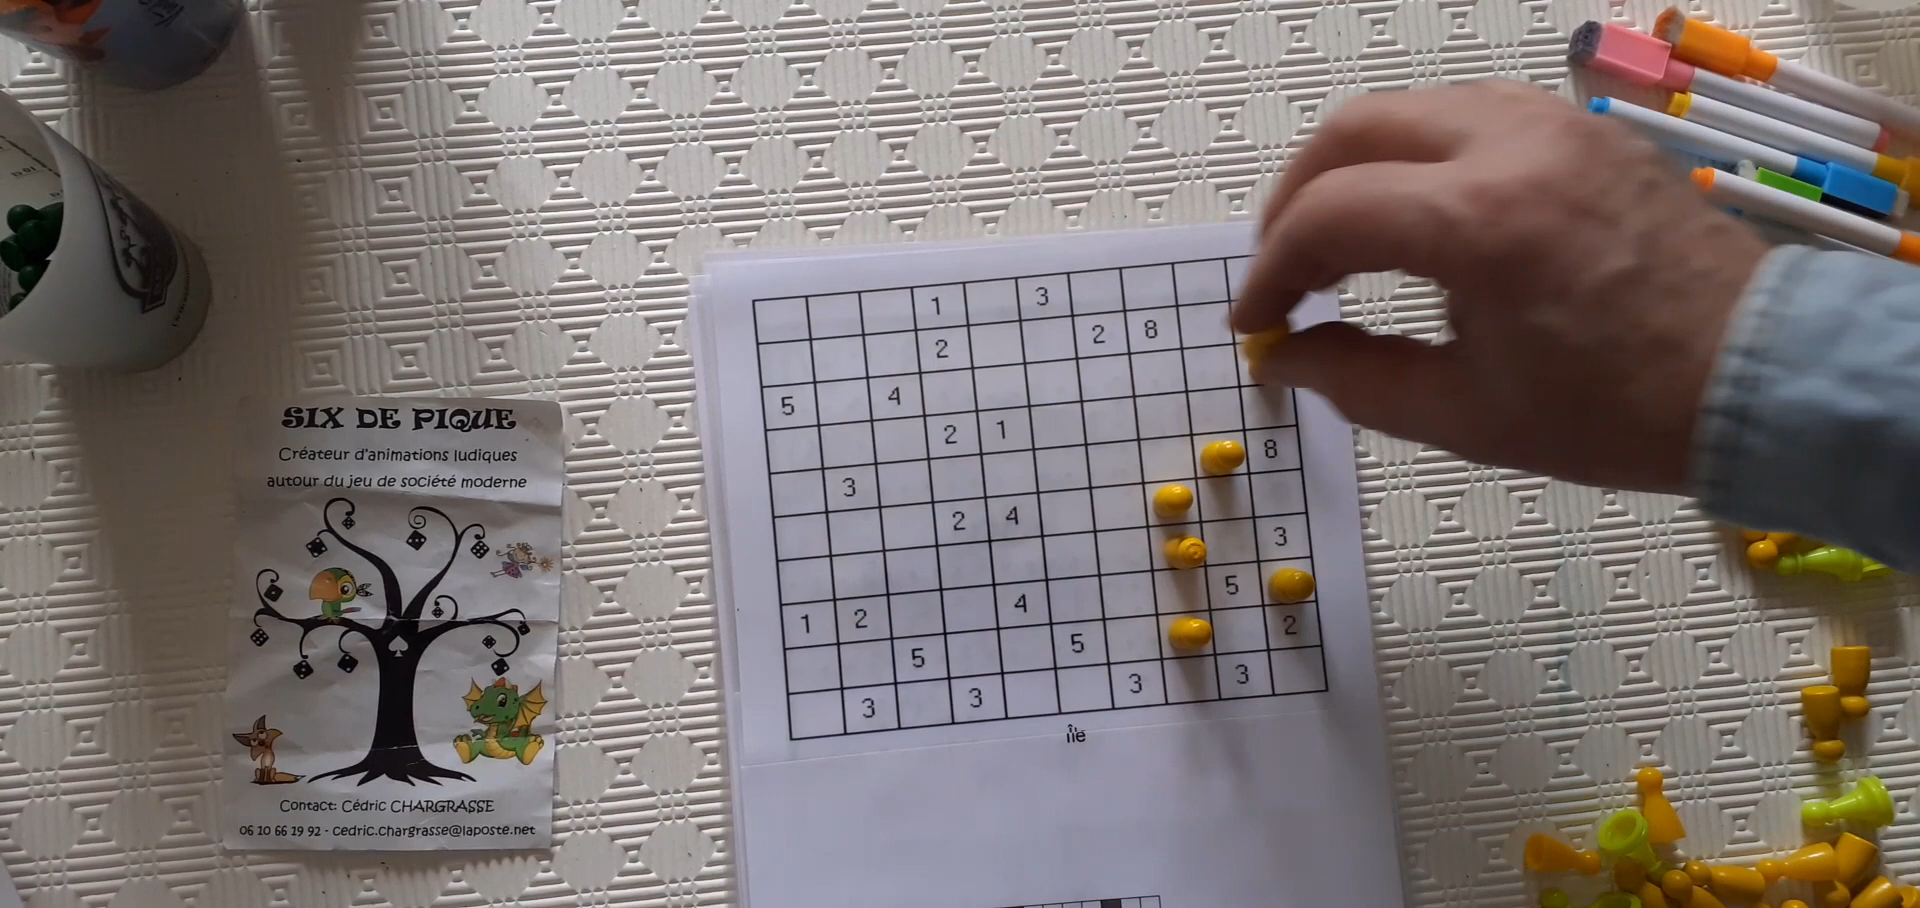 SIX DE PIQUE
Créateur d'animations ludiques
autour du jeu de société moderne
Contact: Cédric CHARGRASSE
06 10 66 19 92 - cedric.chargrasse@laposte.net
1 3
2 2 8
5 4
2 1 8
3
2 4 3
5
1 2 4 2
5 5
3 3 3 3
île